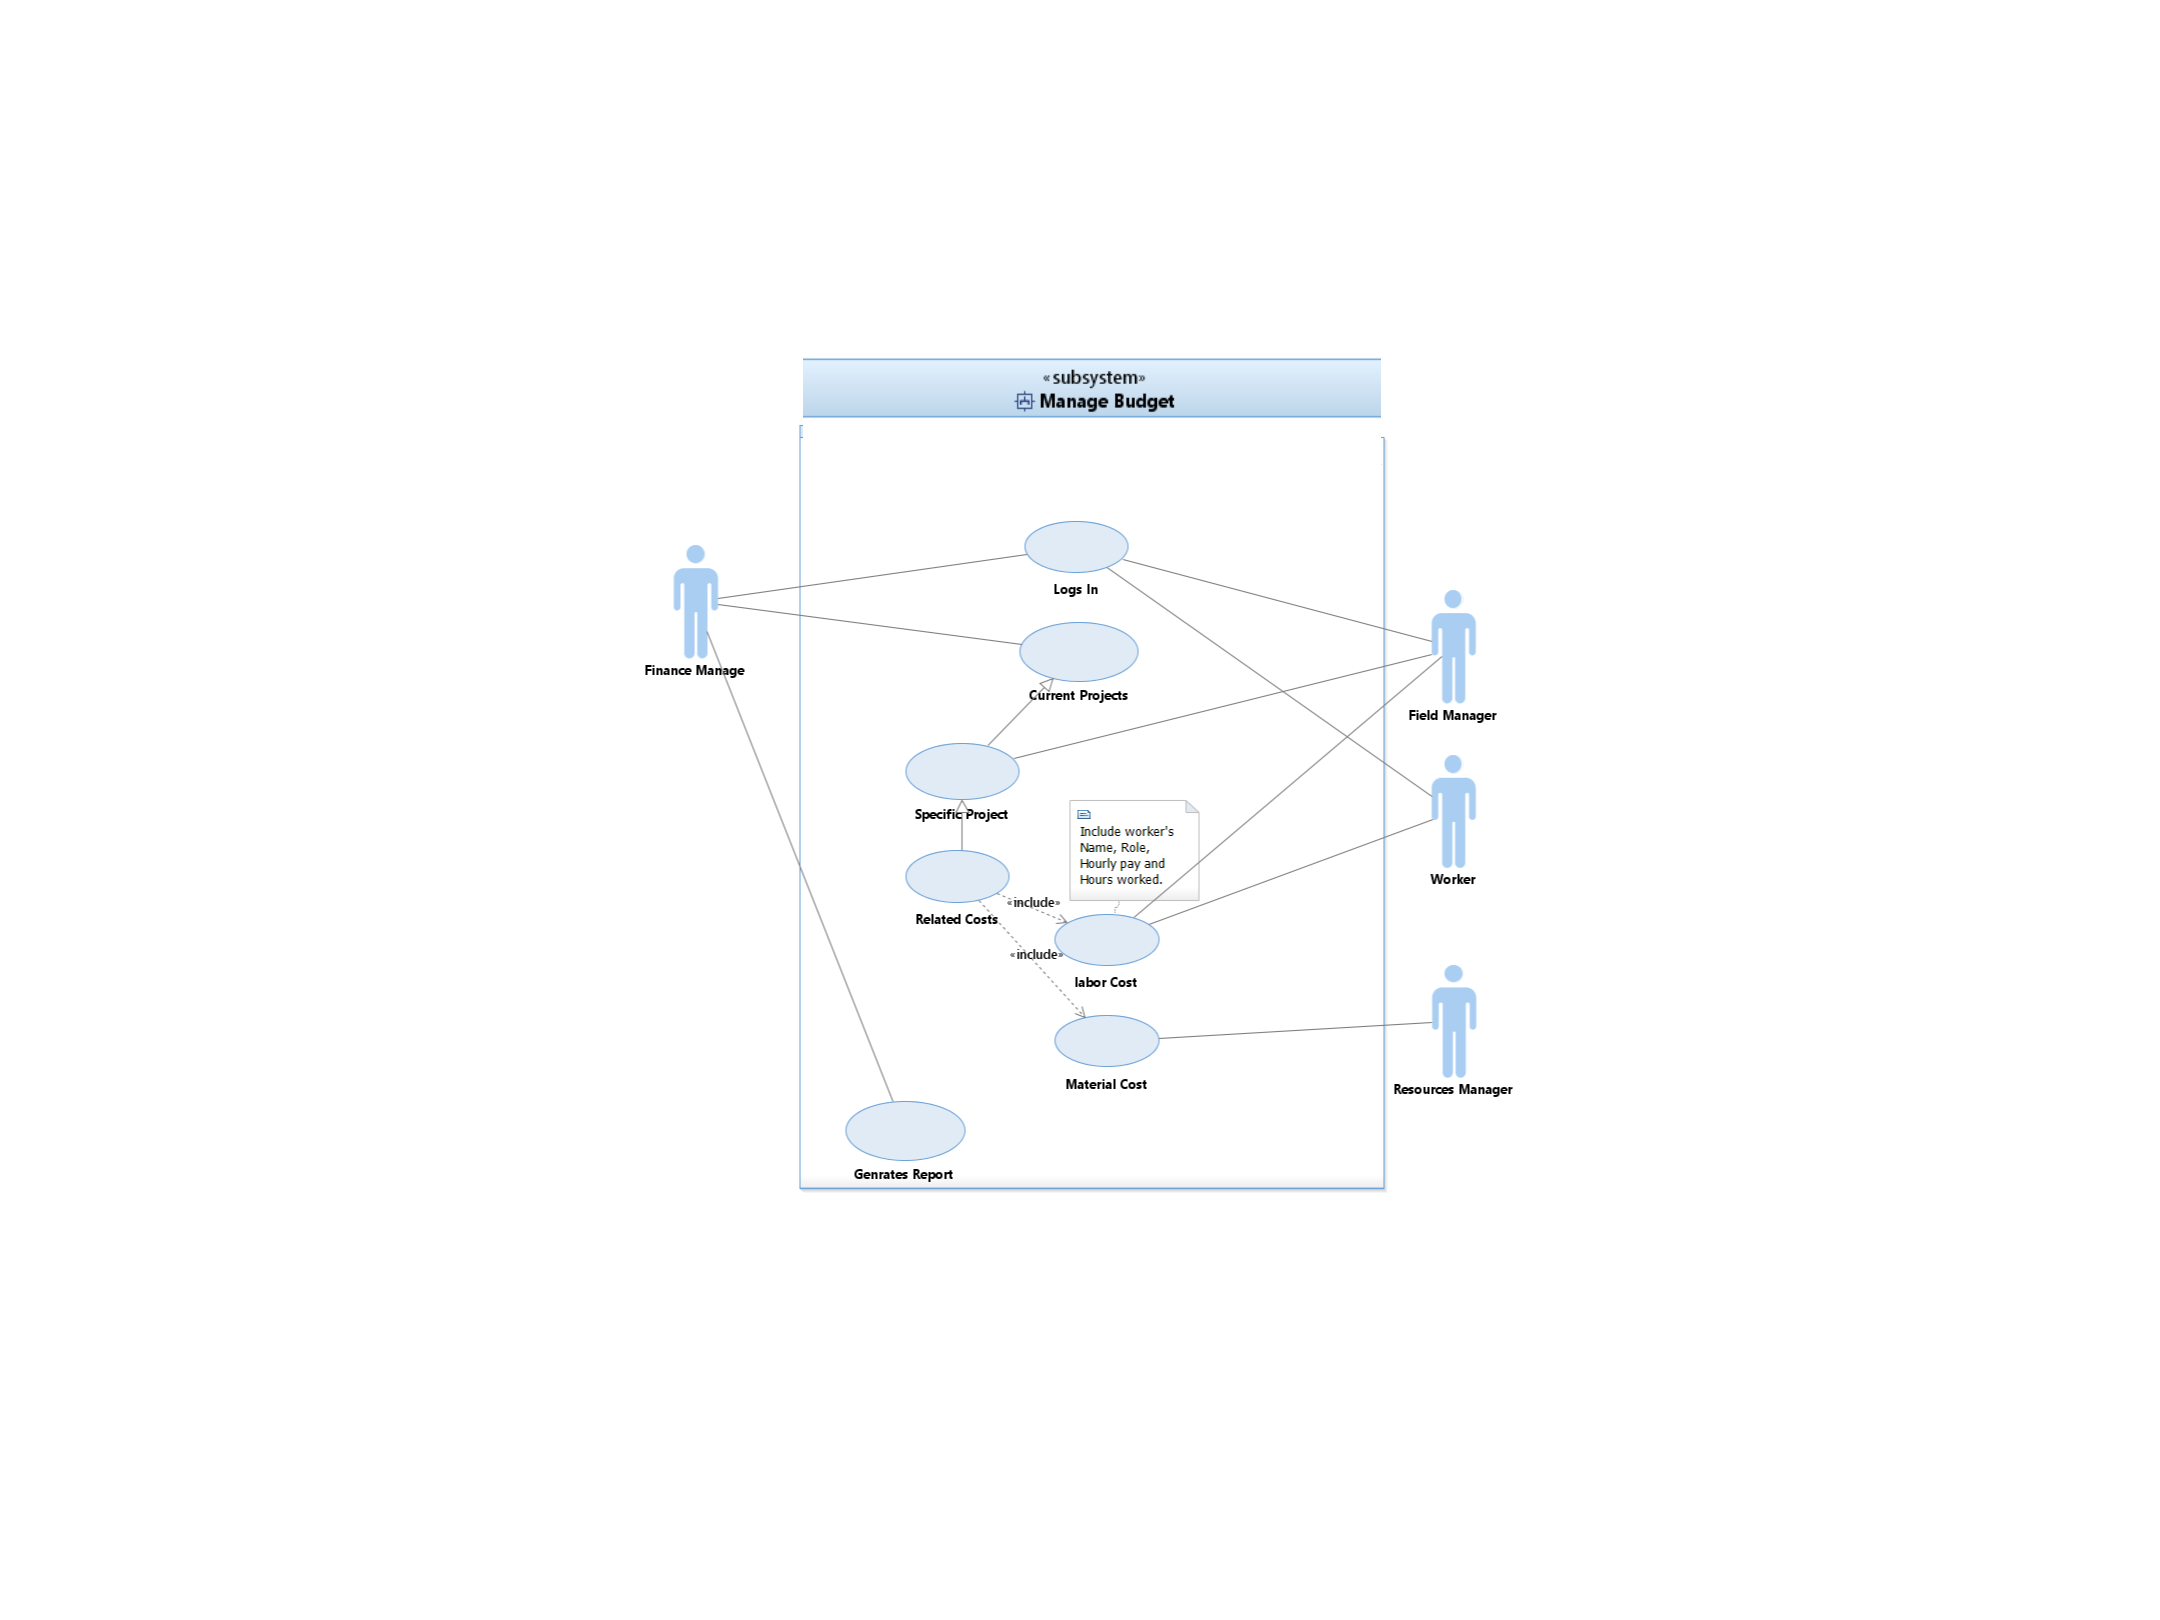 «subsystem»
Manage Budget
Logs In
Finance Manage
Current Projects
Field Manager
Specific Project
Include worker's
Name, Role,
Hourly pay and
Hours worked.
Worker
«include»
Related Costs
«include»
labor Cost
Material Cost
Resources Manager
Genrates Report